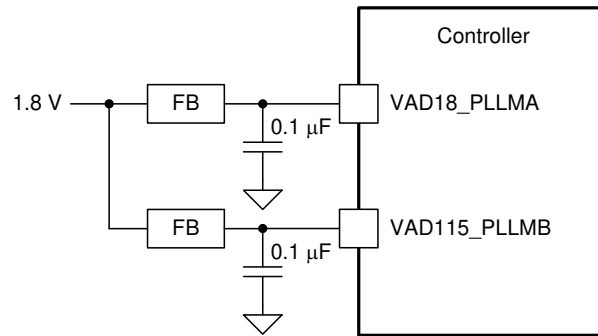 Controller
1.8 V
FB
VAD18_PLLMA
0.1 μF
FB
VAD115_PLLMB
0.1 μF